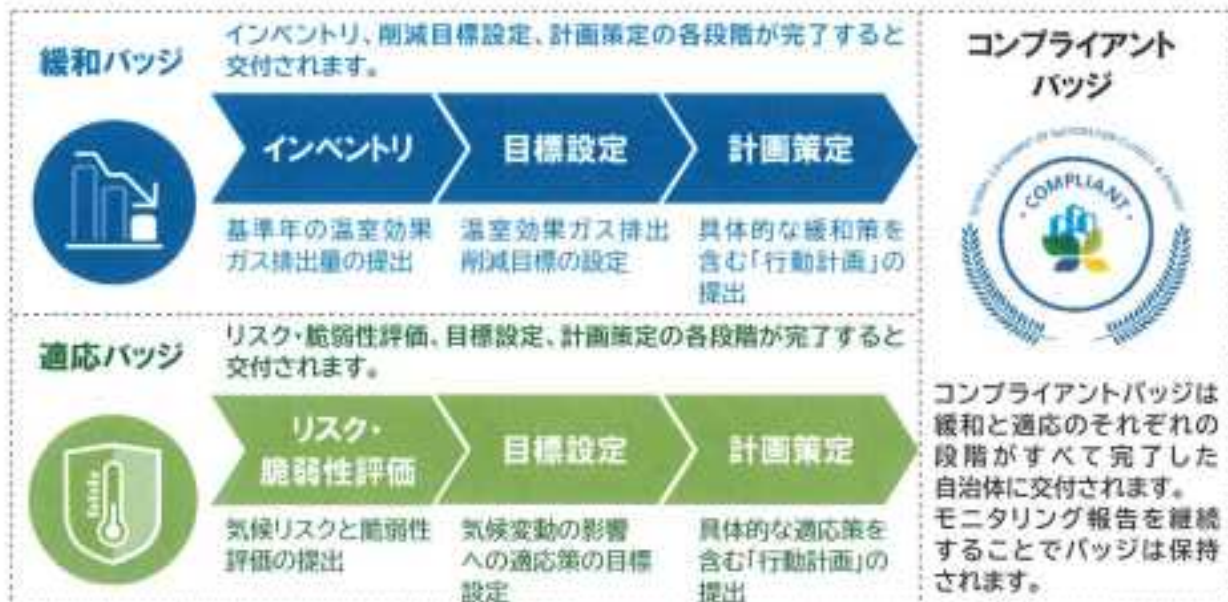 緩和バッジ
インベントリ、削減目標設定、計画策定の各段階が完了すると
交付されます。
インベントリ
目標設定
計画策定
基準年の温室効果
ガス排出量の提出
温室効果ガス排出
削減目標の設定
具体的な緩和策を
含む「行動計画」の
提出
適応バッジ
リスク・脆弱性評価、目標設定、計画策定の各段階が完了すると
交付されます。
リスク・
脆弱性評価
目標設定
計画策定
気候リスクと脆弱性
評価の提出
気候変動の影響
への適応策の目標
設定
具体的な適応策を
含む「行動計画」の
提出
コンプライアント
バッジ
COMPLIANT
コンプライアントバッジは
緩和と適応のそれぞれの
段階がすべて完了した
自治体に交付されます。
モニタリング報告を継続
することでバッジは保持
されます。